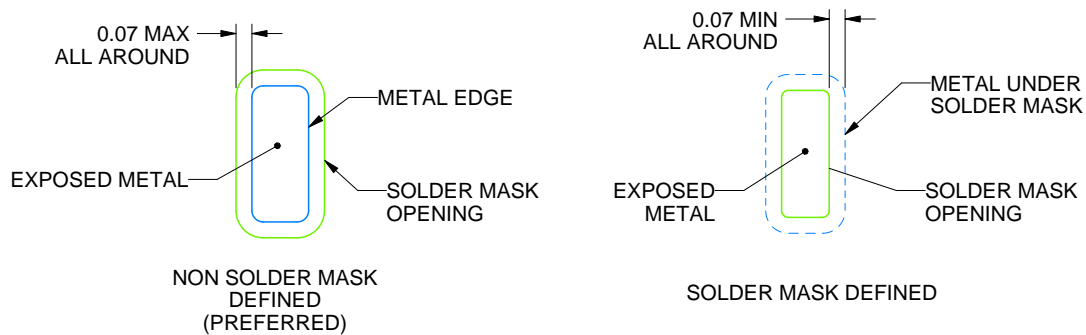 0.07 MAX
ALL AROUND
METAL EDGE
EXPOSED METAL
SOLDER MASK
OPENING
NON SOLDER MASK
DEFINED
(PREFERRED)
0.07 MIN
ALL AROUND
METAL UNDER
SOLDER MASK
EXPOSED
METAL
SOLDER MASK
OPENING
SOLDER MASK DEFINED